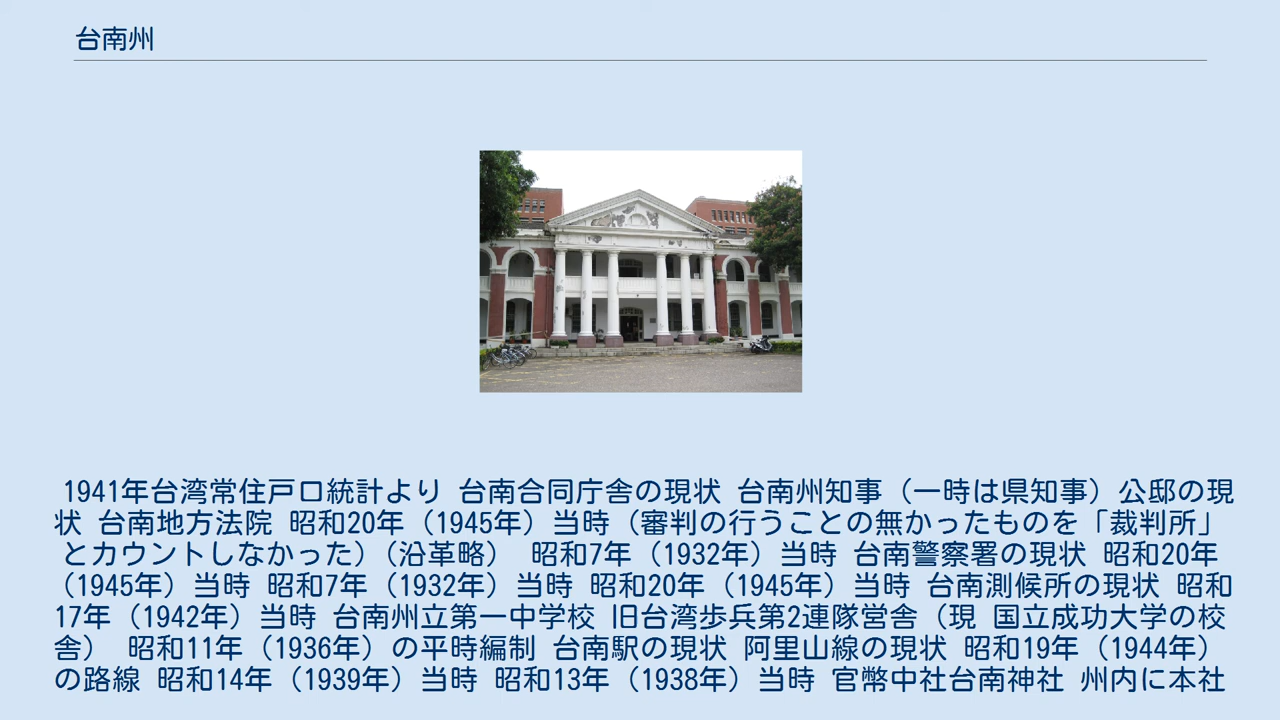 台南州
1941年台湾常住戸口統計より 台南合同庁舎の現状 台南州知事（一時は県知事）公邸の現
状 台南地方法院 昭和20年（1945年）当時（審判の行うことの無かったものを「裁判所」
とカウントしなかった）（沿革略） 昭和7年（1932年）当時 台南警察署の現状 昭和20年
（1945年）当時 昭和7年（1932年）当時 昭和20年（1945年）当時 台南測候所の現状 昭和
17年（1942年）当時 台南州立第一中学校 旧台湾歩兵第2連隊営舎（現 国立成功大学の校
舎） 昭和11年（1936年）の平時編制 台南駅の現状 阿里山線の現状 昭和19年（1944年）
の路線 昭和14年（1939年）当時 昭和13年（1938年）当時 官幣中社台南神社 州内に本社